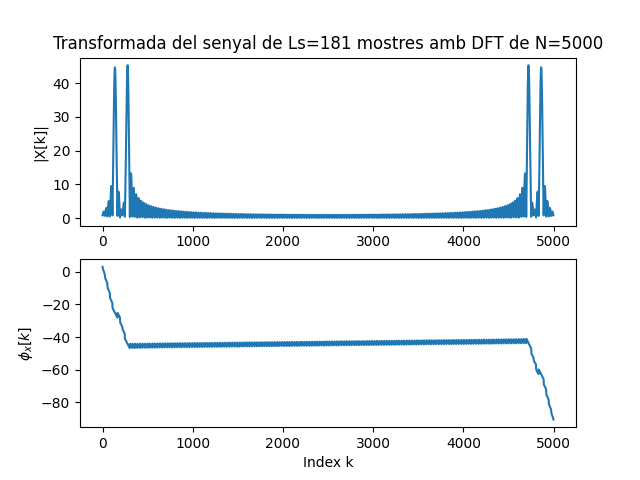 Transformada del senyal de Ls=181 mostres amb DFT de N=5000
|X[k]|
40
30
20
10
0
0 1000 2000 3000 4000 5000
ϕx[k]
0
−20
−40
−60
−80
0 1000 2000 3000 4000 5000
Index k